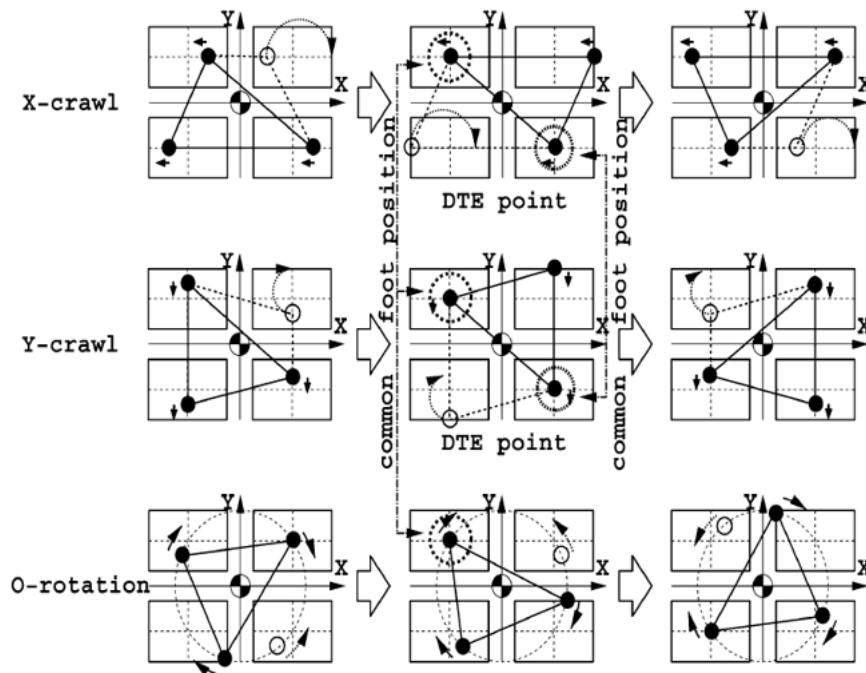 Y Y Y
X-crawl X X X
DTE point
common foot position
foot position
Y Y Y
Y-crawl X X X
DTE point
common
Y Y Y
O-rotation X X X